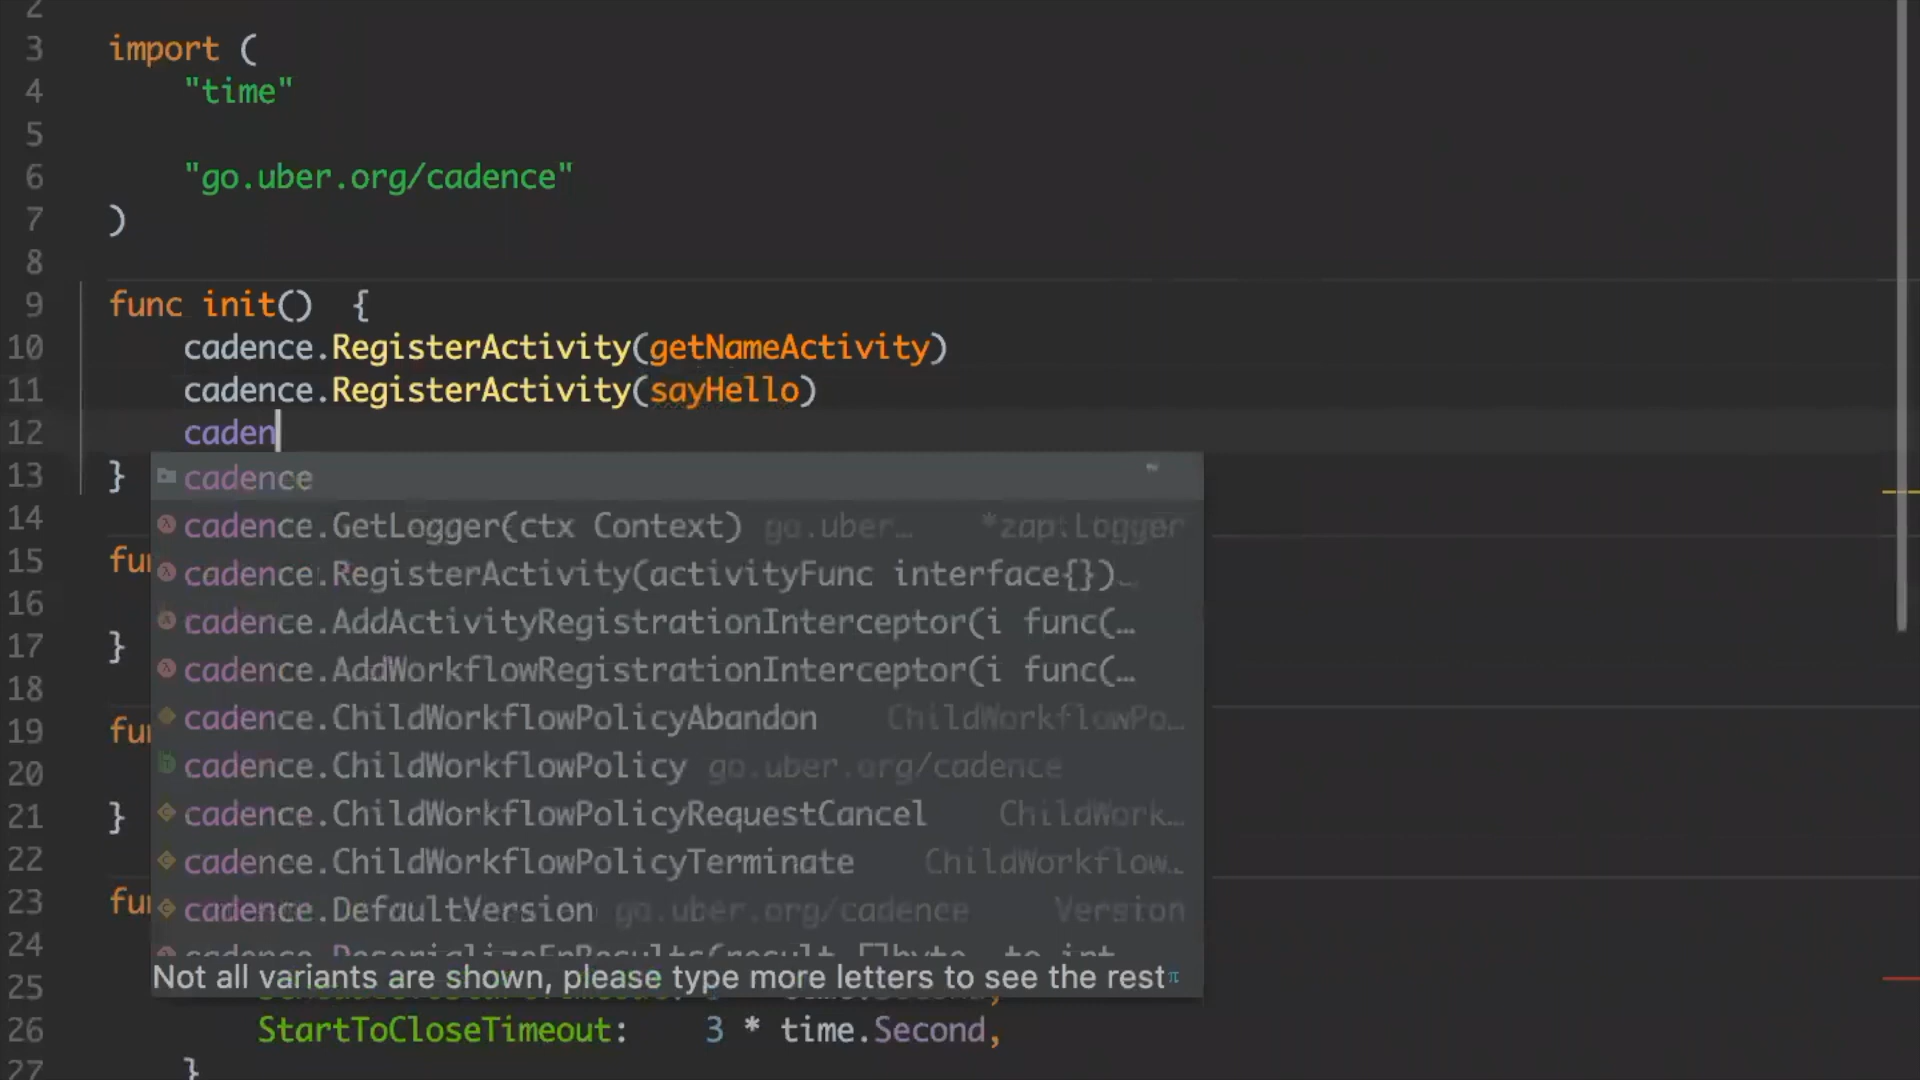 2
3 import (
4 "time"
5
6 "go.uber.org/cadence"
7 )
8
9 func init() {
10 cadence.RegisterActivity(getNameActivity)
11 cadence.RegisterActivity(sayHello)
12 caden
13 }
cadence
14
cadence.GetLogger(ctx Context) go.uber… *zap.Logger
15 fun
cadence.RegisterActivity(activityFunc interface{})…
16
cadence.AddActivityRegistrationInterceptor(i func(…
17 }
cadence.AddWorkflowRegistrationInterceptor(i func(…
18
cadence.ChildWorkflowPolicyAbandon ChildWorkflowPo…
19 fun
20
cadence.ChildWorkflowPolicy go.uber.org/cadence
21 }
cadence.ChildWorkflowPolicyRequestCancel ChildWork…
22
cadence.ChildWorkflowPolicyTerminate ChildWorkflow…
23 fun
cadence.DefaultVersion go.uber.org/cadence Version
24
25
Not all variants are shown, please type more letters to see the rest π
26 StartToCloseTimeout: 3 * time.Second,
27 }